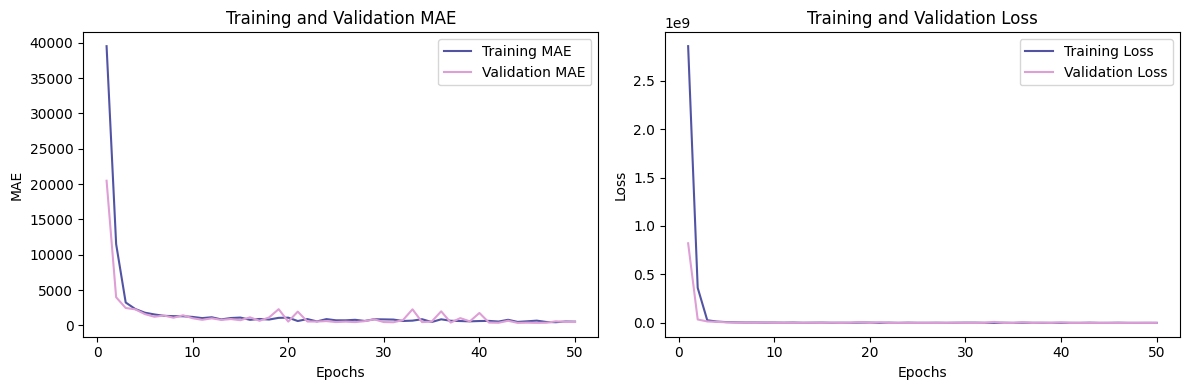 Training and Validation MAE
40000
35000
30000
25000
20000
15000
10000
5000
0
MAE
0 10 20 30 40 50
Epochs
Training MAE
Validation MAE
Training and Validation Loss
1e9
2.5
2.0
1.5
1.0
0.5
0.0
Loss
0 10 20 30 40 50
Epochs
Training Loss
Validation Loss